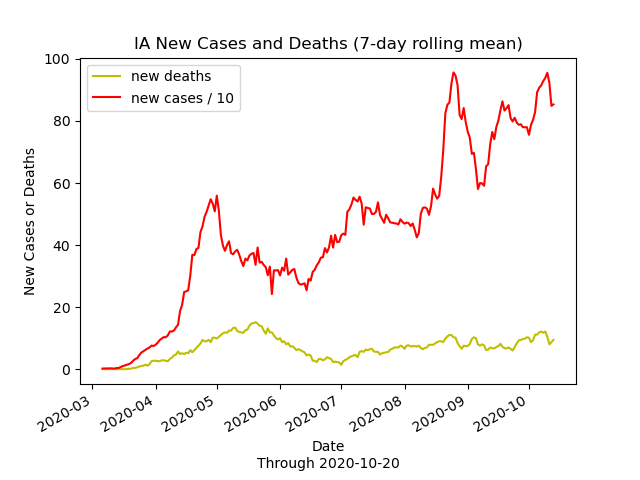 IA New Cases and Deaths (7-day rolling mean)
new deaths
new cases / 10
New Cases or Deaths
100
80
60
40
20
0
2020-03
2020-04
2020-05
2020-06
2020-07
2020-08
2020-09
2020-10
Date
Through 2020-10-20